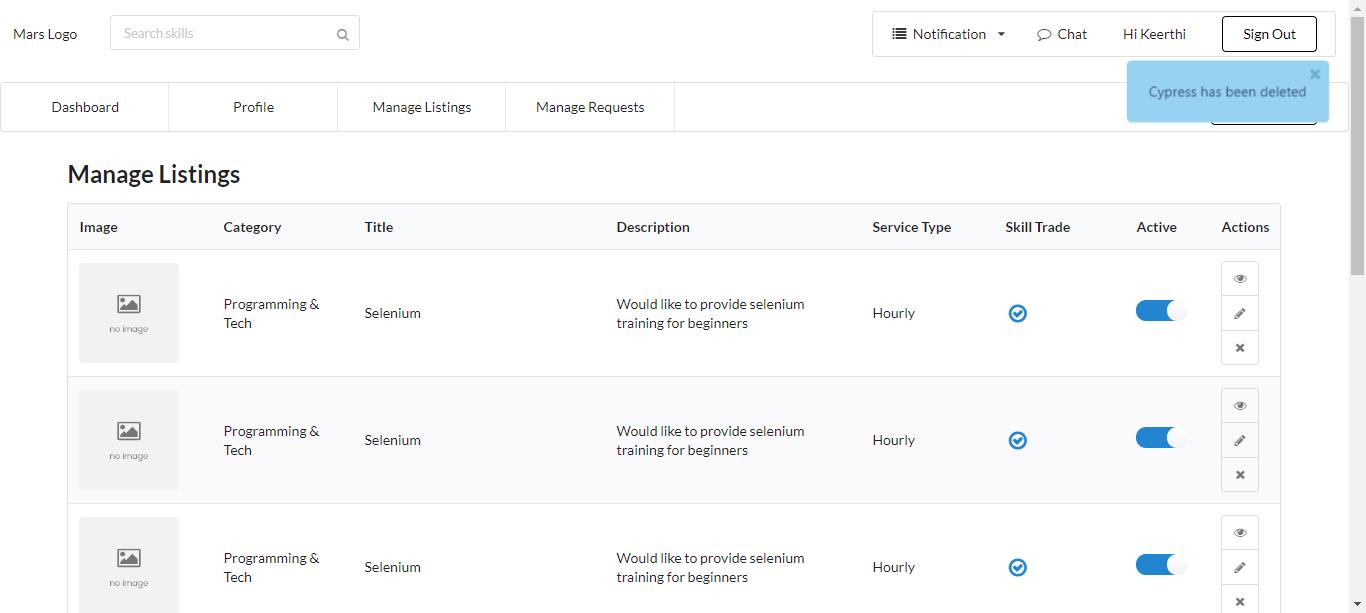 Mars Logo
Search skills
Notification
Chat
Hi Keerthi
Sign Out
Cypress has been deleted
Dashboard
Profile
Manage Listings
Manage Requests
Manage Listings
Image
Category
Title
Description
Service Type
Skill Trade
Active
Actions
no image
Programming &
Tech
Selenium
Would like to provide selenium
training for beginners
Hourly
no image
Programming &
Tech
Selenium
Would like to provide selenium
training for beginners
Hourly
no image
Programming &
Tech
Selenium
Would like to provide selenium
training for beginners
Hourly